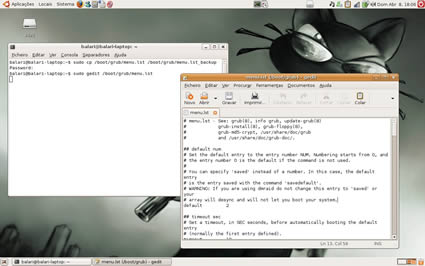 Aplicações Locais Sistema
Dom Abr 8, 18:06
balari@balari-laptop: ~
Ficheiro Editar Ver Consola Separadores Ajuda
balari@balari-laptop:~$ sudo cp /boot/grub/menu.lst /boot/grub/menu.lst_backup
Password:
balari@balari-laptop:~$ sudo gedit /boot/grub/menu.lst
menu.lst (/boot/grub) - gedit
Ficheiro Editar Ver Procurar Ferramentas Documentos Ajuda
Novo Abrir Gravar Imprimir... Cortar Copiar Colar
menu.lst
# menu.lst - See: grub(8), info grub, update-grub(8)
# grub-install(8), grub-floppy(8),
# grub-md5-crypt, /usr/share/doc/grub
# and /usr/share/doc/grub-doc/.
## default num
# Set the default entry to the entry number NUM. Numbering starts from 0, and
# the entry number 0 is the default if the command is not used.
#
# You can specify 'saved' instead of a number. In this case, the default
entry
# is the entry saved with the command 'savedefault'.
# WARNING: If you are using dmraid do not change this entry to 'saved' or
your
# array will desync and will not let you boot your system.
default 2
## timeout sec
# Set a timeout, in SEC seconds, before automatically booting the default
entry
# (normally the first entry defined).
Ln 13, Col 56 INS
balari@balari-laptop: ~
menu.lst (/boot/grub) - gedit